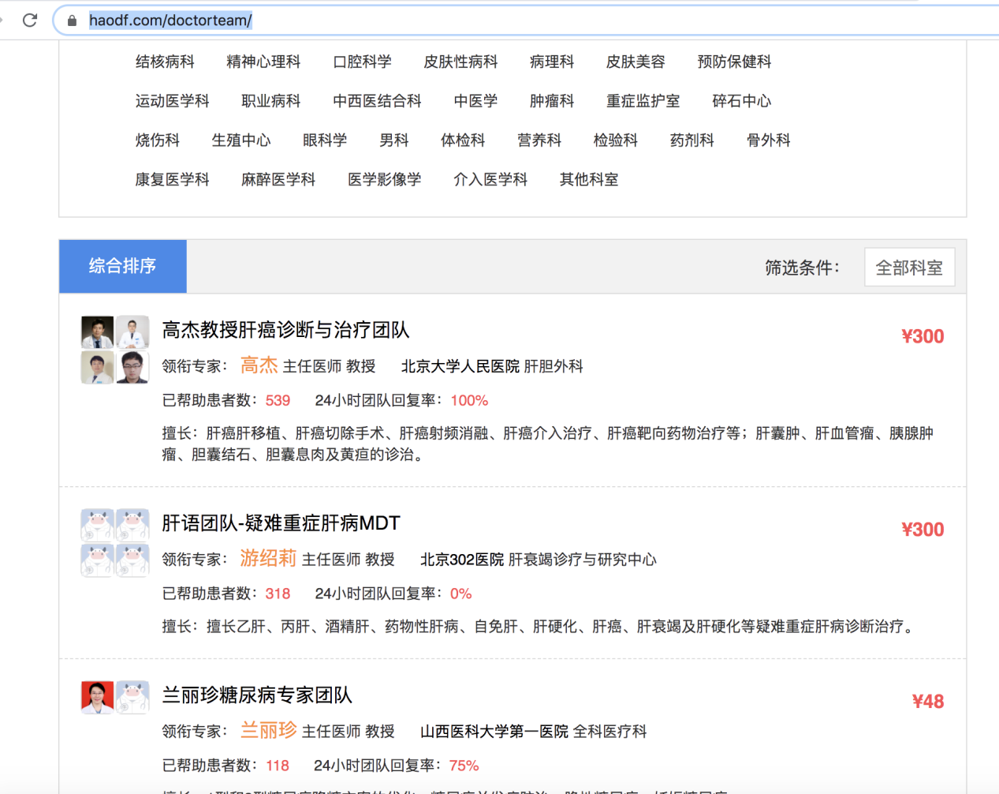 haodf.com/doctorteam/
结核病科 精神心理科 口腔科学 皮肤性病科 病理科 皮肤美容 预防保健科
运动医学科 职业病科 中西医结合科 中医学 肿瘤科 重症监护室 碎石中心
烧伤科 生殖中心 眼科学 男科 体检科 营养科 检验科 药剂科 骨外科
康复医学科 麻醉医学科 医学影像学 介入医学科 其他科室
综合排序 筛选条件： 全部科室
高杰教授肝癌诊断与治疗团队 ¥300
领衔专家： 高杰 主任医师 教授 北京大学人民医院 肝胆外科
已帮助患者数：539 24小时团队回复率：100%
擅长：肝癌肝移植、肝癌切除手术、肝癌射频消融、肝癌介入治疗、肝癌靶向药物治疗等；肝囊肿、肝血管瘤、胰腺肿
瘤、胆囊结石、胆囊息肉及黄疸的诊治。
肝语团队-疑难重症肝病MDT ¥300
领衔专家： 游绍莉 主任医师 教授 北京302医院 肝衰竭诊疗与研究中心
已帮助患者数：318 24小时团队回复率：0%
擅长：擅长乙肝、丙肝、酒精肝、药物性肝病、自免肝、肝硬化、肝癌、肝衰竭及肝硬化等疑难重症肝病诊断治疗。
兰丽珍糖尿病专家团队 ¥48
领衔专家： 兰丽珍 主任医师 教授 山西医科大学第一医院 全科医疗科
已帮助患者数：118 24小时团队回复率：75%